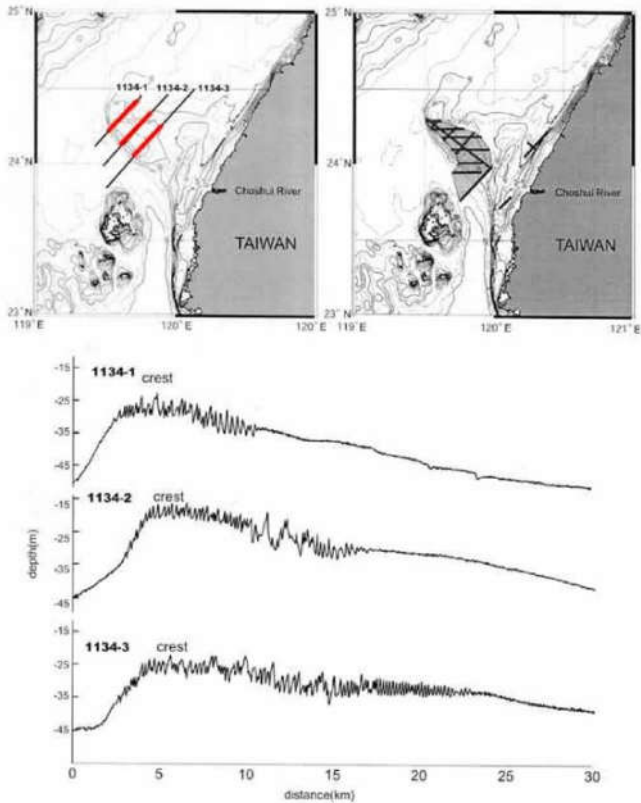 25°N
1134-1 1134-2 1134-3
24°N
Choshui River
TAIWAN
23°N
119°E 120°E 120°E
25°N
24°N
Choshui River
TAIWAN
23°N
119°E 120°E 121°E
-15
1134-1
crest
-25
-35
-45
-15
1134-2
crest
-25
-35
-45
-15
1134-3
crest
-25
-35
-45
depth(m)
0 5 10 15 20 25 30
distance(km)